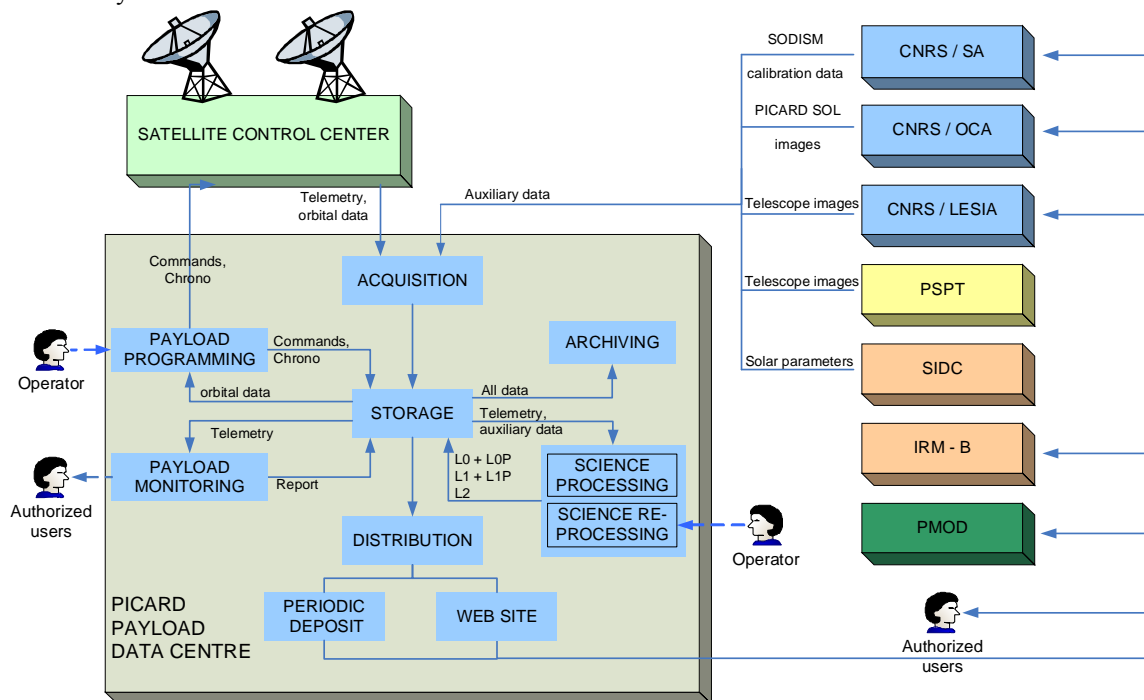 SATELLITE CONTROL CENTER
SODISM
calibration data
CNRS / SA
PICARD SOL
images
CNRS / OCA
Telemetry,
orbital data
Auxiliary data
Telescope images
CNRS / LESIA
Commands,
Chrono
ACQUISITION
Telescope images
PSPT
PAYLOAD
PROGRAMMING
Commands,
Chrono
ARCHIVING
Operator
Solar parameters
SIDC
orbital data
All data
STORAGE
Telemetry,
auxiliary data
Telemetry
IRM - B
PAYLOAD
MONITORING
Report
L0 + L0P
L1 + L1P
L2
SCIENCE
PROCESSING
Authorized
users
SCIENCE RE-
PROCESSING
PMOD
DISTRIBUTION
Operator
PERIODIC
DEPOSIT
WEB SITE
PICARD
PAYLOAD
DATA CENTRE
Authorized
users